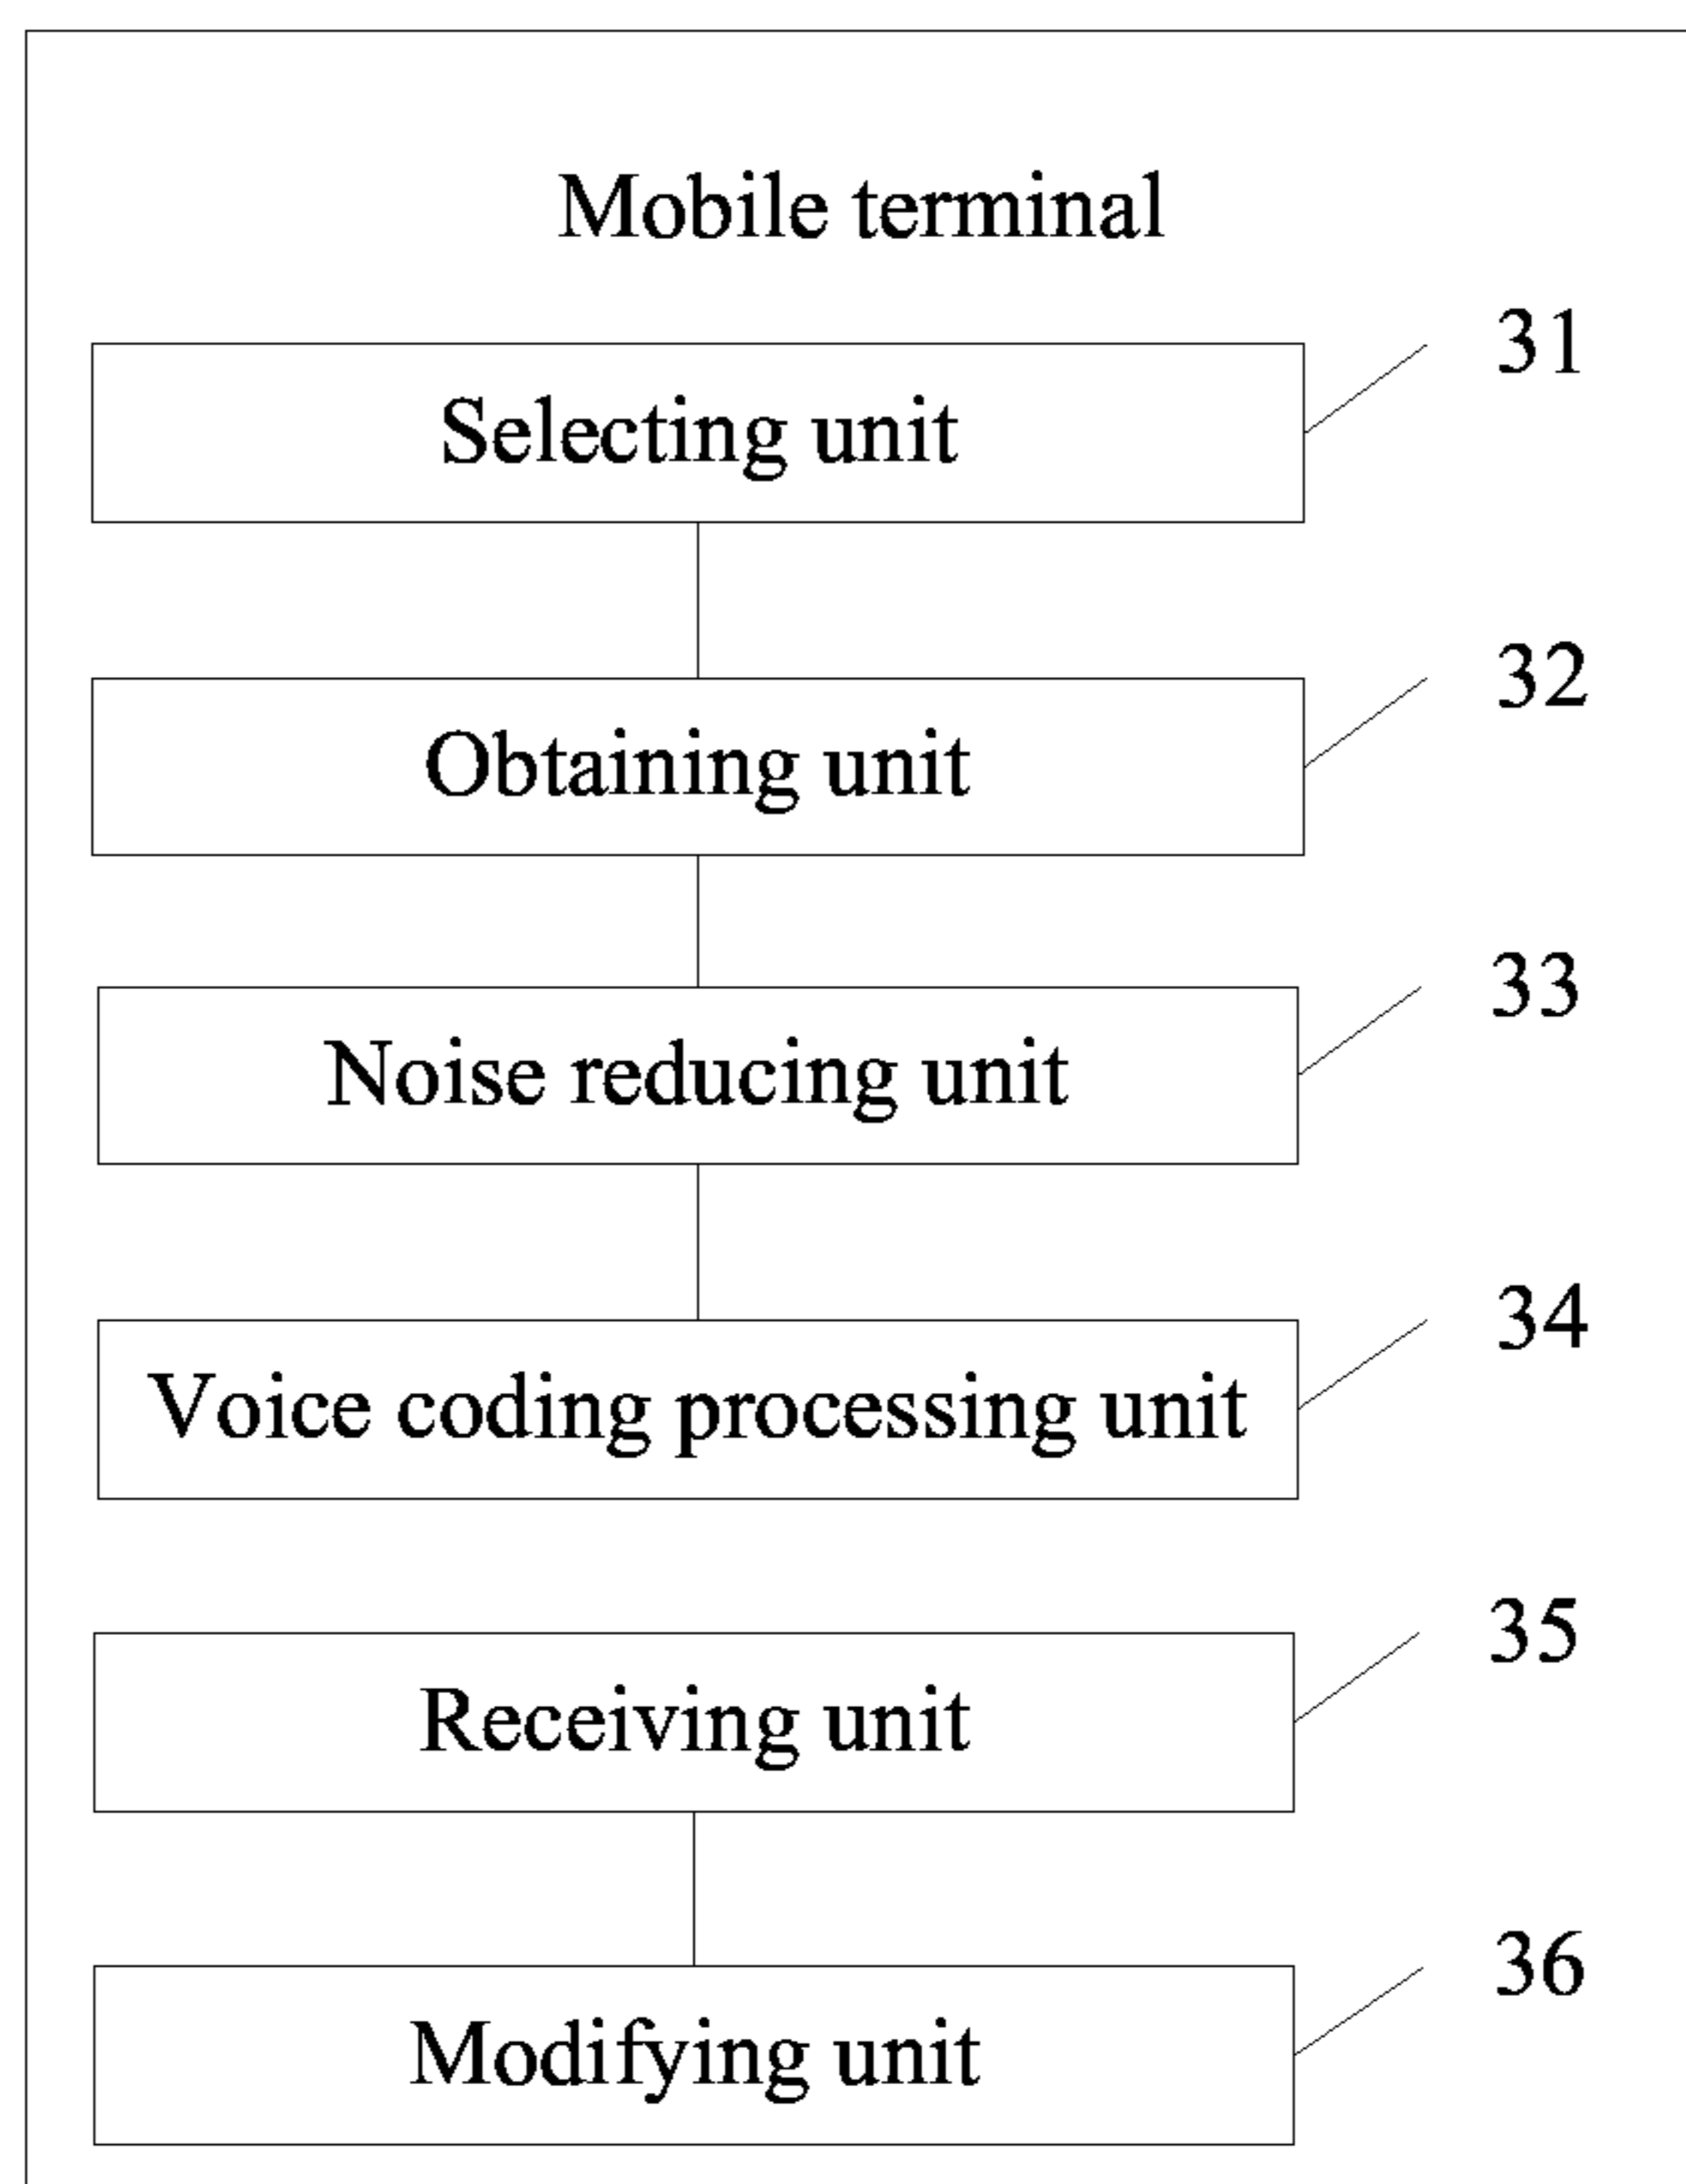 Mobile terminal
31
Selecting unit
32
Obtaining unit
33
Noise reducing unit
34
Voice coding processing unit
35
Receiving unit
36
Modifying unit